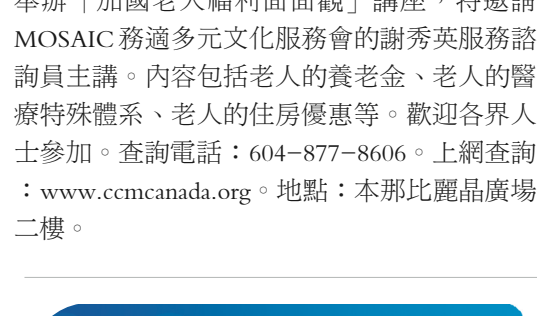 舉辦「加國老人福利面面觀」講座，特邀請
MOSAIC 務適多元文化服務會的謝秀英服務諮
詢員主講。內容包括老人的養老金、老人的醫
療特殊體系、老人的住房優惠等。歡迎各界人
士參加。查詢電話：604-877-8606。上網查詢
：www.ccmcanada.org。地點：本那比麗晶廣場
二樓。